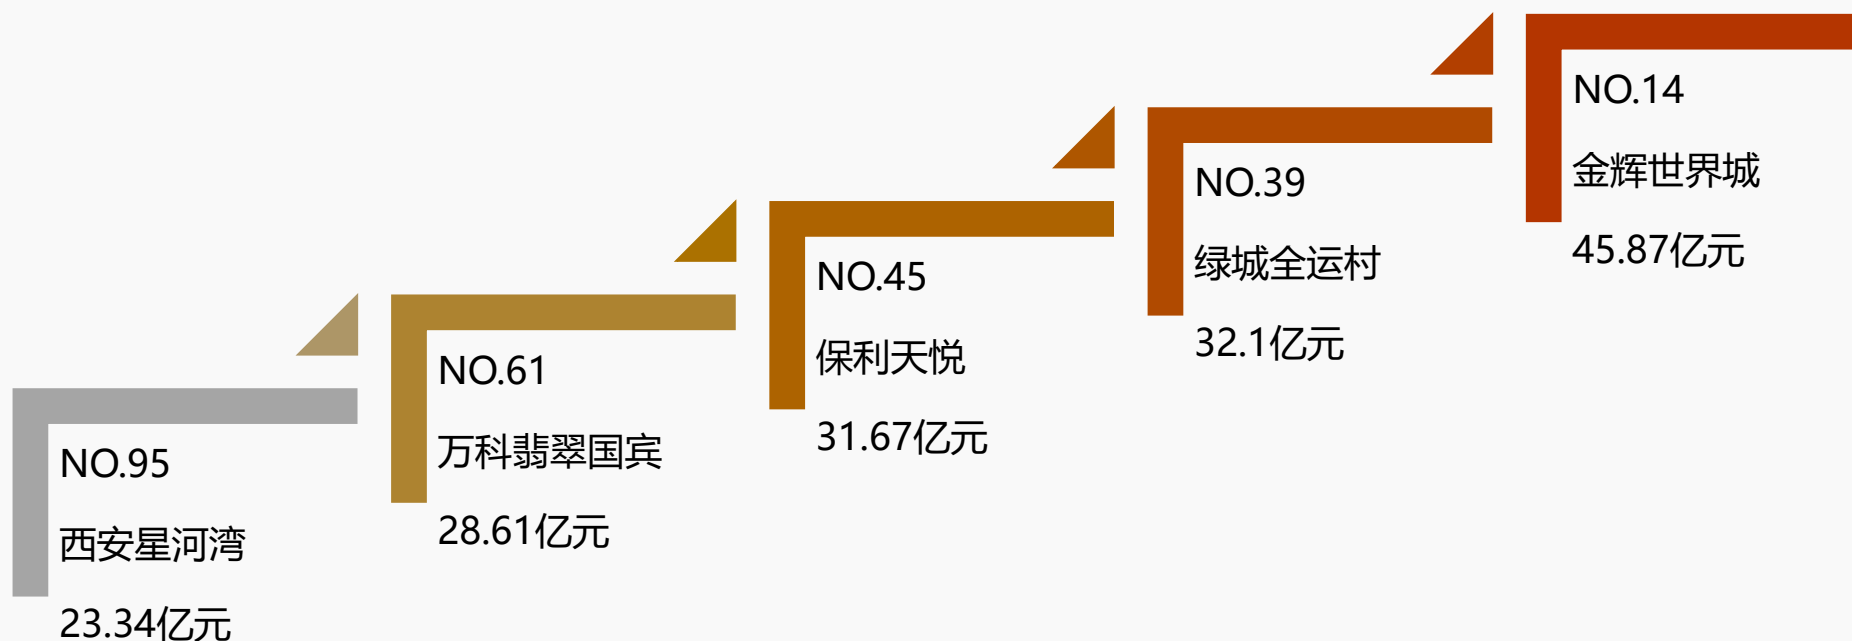 NO.95
西安星河湾
23.34亿元
NO.61
万科翡翠国宾
28.61亿元
NO.45
保利天悦
31.67亿元
NO.39
绿城全运村
32.1亿元
NO.14
金辉世界城
45.87亿元